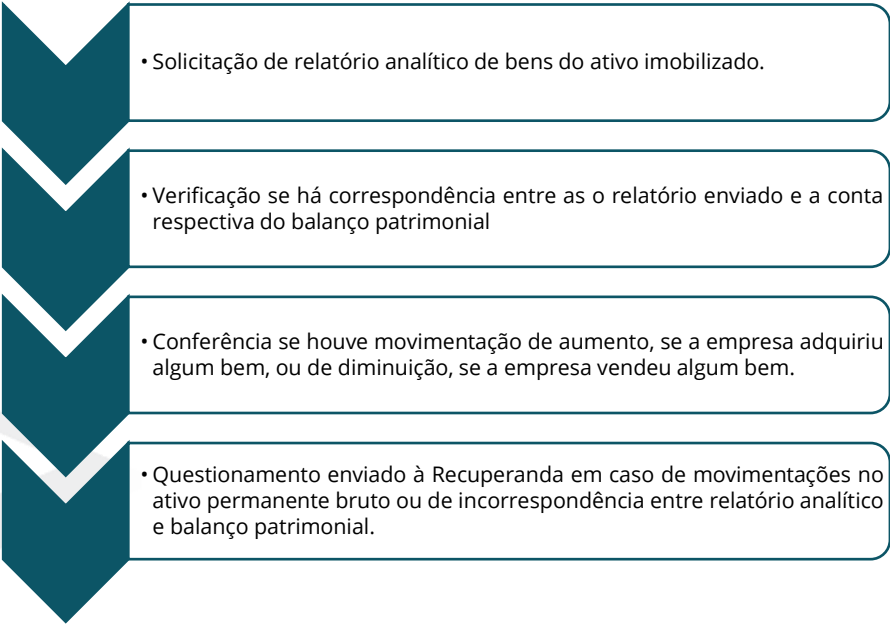 • Solicitação de relatório analítico de bens do ativo imobilizado.
• Verificação se há correspondência entre as o relatório enviado e a conta
respectiva do balanço patrimonial
• Conferência se houve movimentação de aumento, se a empresa adquiriu
algum bem, ou de diminuição, se a empresa vendeu algum bem.
• Questionamento enviado à Recuperanda em caso de movimentações no
ativo permanente bruto ou de incorrespondência entre relatório analítico
e balanço patrimonial.